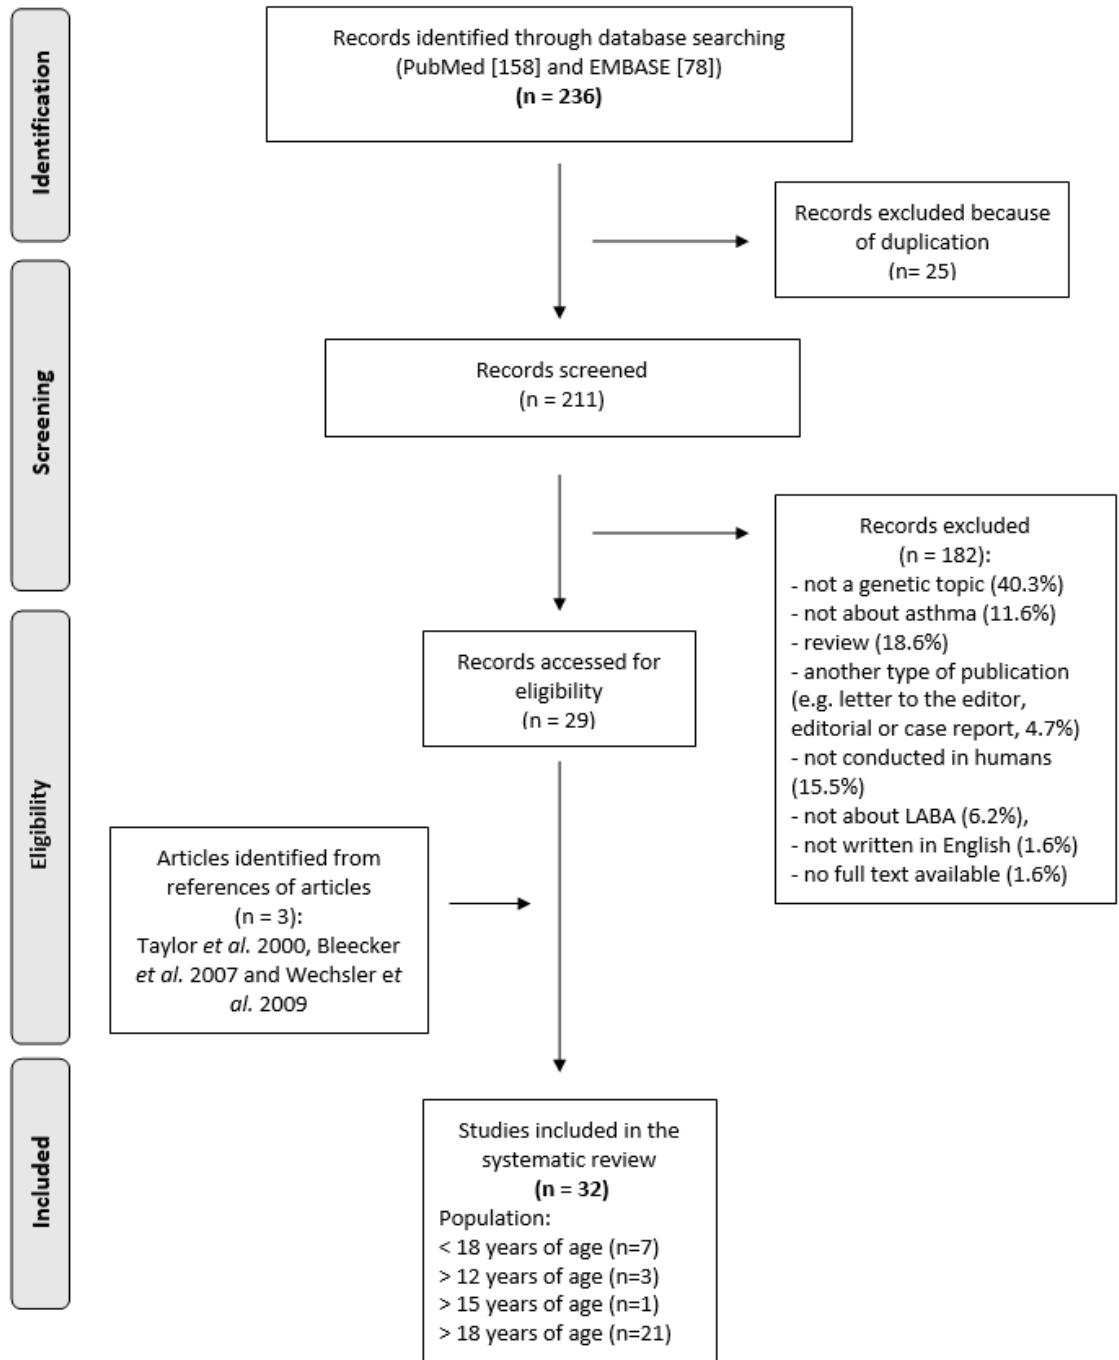 Identification
Records identified through database searching
(PubMed [158] and EMBASE [78])
(n = 236)
Records excluded because
of duplication
(n= 25)
Screening
Records screened
(n = 211)
Records excluded
(n = 182):
- not a genetic topic (40.3%)
- not about asthma (11.6%)
- review (18.6%)
- another type of publication
(e.g. letter to the editor,
editorial or case report, 4.7%)
- not conducted in humans
(15.5%)
- not about LABA (6.2%),
- not written in English (1.6%)
- no full text available (1.6%)
Eligibility
Records accessed for
eligibility
(n = 29)
Articles identified from
references of articles
(n = 3):
Taylor et al. 2000, Bleecker
et al. 2007 and Wechsler et
al. 2009
Included
Studies included in the
systematic review
(n = 32)
Population:
< 18 years of age (n=7)
> 12 years of age (n=3)
> 15 years of age (n=1)
> 18 years of age (n=21)